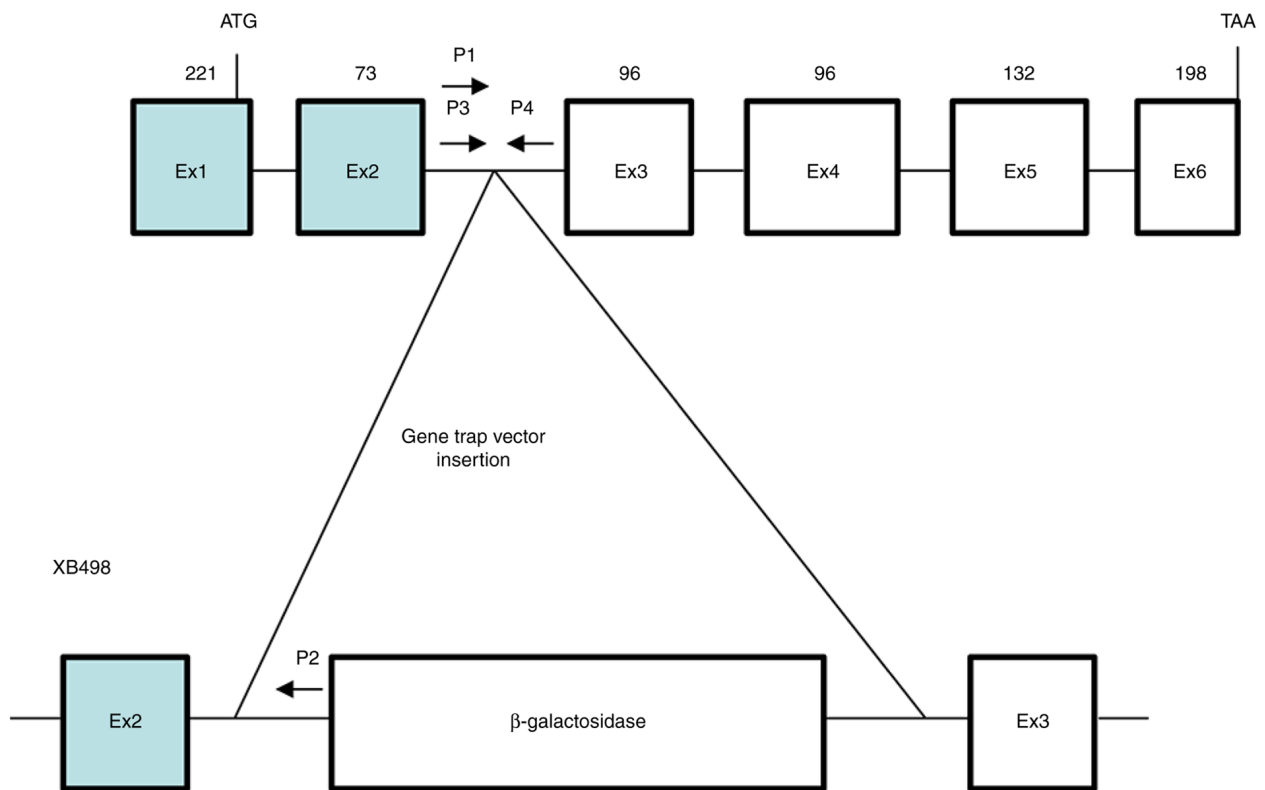 ATG
TAA
221
73
P1
96
96
132
198
P3
P4
Ex1
Ex2
Ex3
Ex4
Ex5
Ex6
Gene trap vector
insertion
XB498
P2
Ex2
β-galactosidase
Ex3